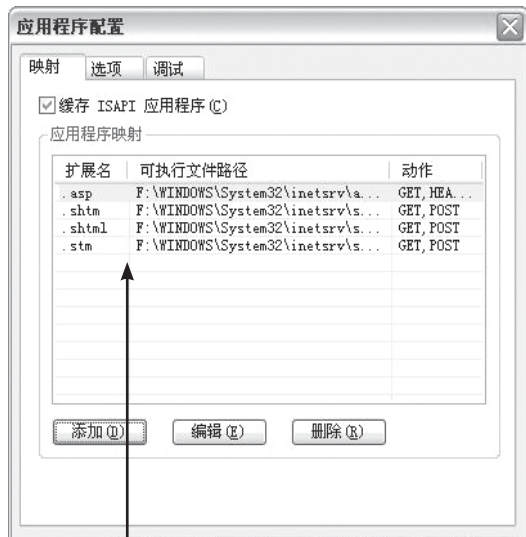 应用程序配置
映射 选项 调试
缓存 ISAPI 应用程序(C)
应用程序映射
扩展名 可执行文件路径 动作
.asp F:\WINDOWS\System32\inetsrv\a... GET,HEA...
.shtm F:\WINDOWS\System32\inetsrv\s... GET,POST
.shtml F:\WINDOWS\System32\inetsrv\s... GET,POST
.stm F:\WINDOWS\System32\inetsrv\s... GET,POST
添加(D) 编辑(E) 删除(R)